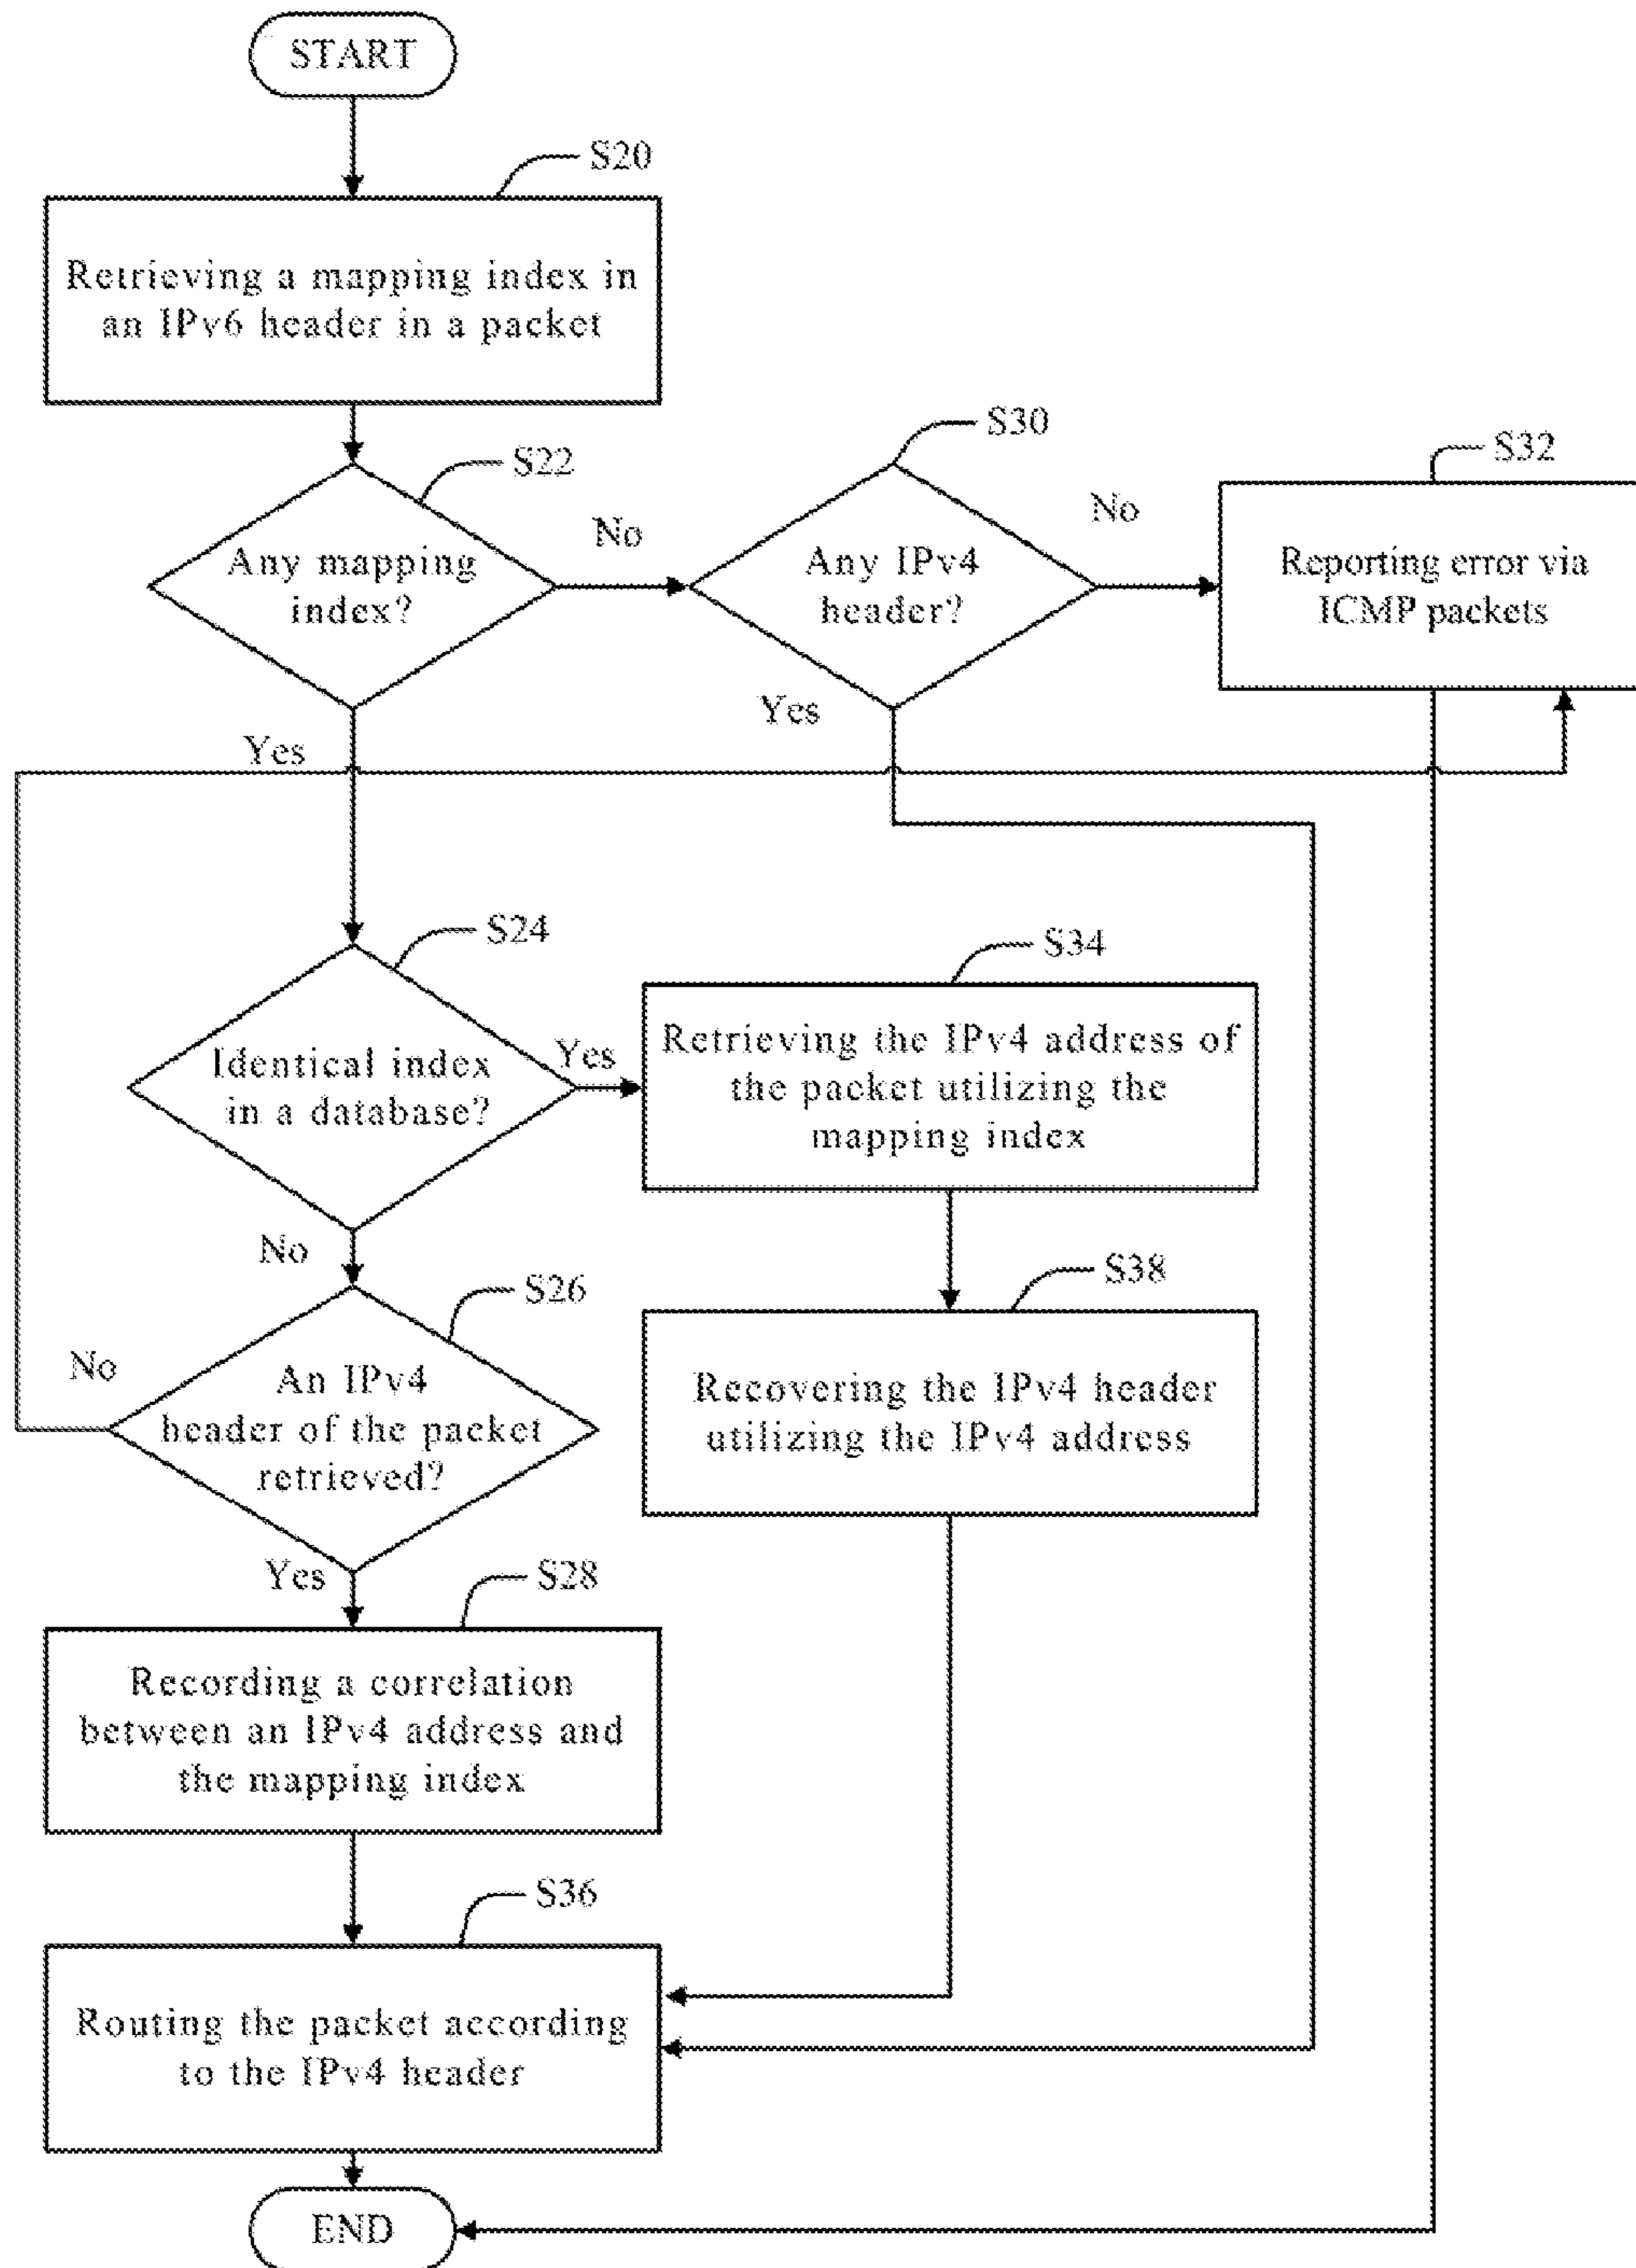 START
S20
Retrieving a mapping index in
an IPv6 header in a packet
S22
Any mapping
index?
No
S30
Any IPv4
header?
No
S32
Reporting error via
ICMP packets
Yes
Yes
S24
Identical index
in a database?
Yes
S34
Retrieving the IPv4 address of
the packet utilizing the
mapping index
No
S26
An IPv4
header of the packet
retrieved?
No
S38
Recovering the IPv4 header
utilizing the IPv4 address
Yes
S28
Recording a correlation
between an IPv4 address and
the mapping index
S36
Routing the packet according
to the IPv4 header
END